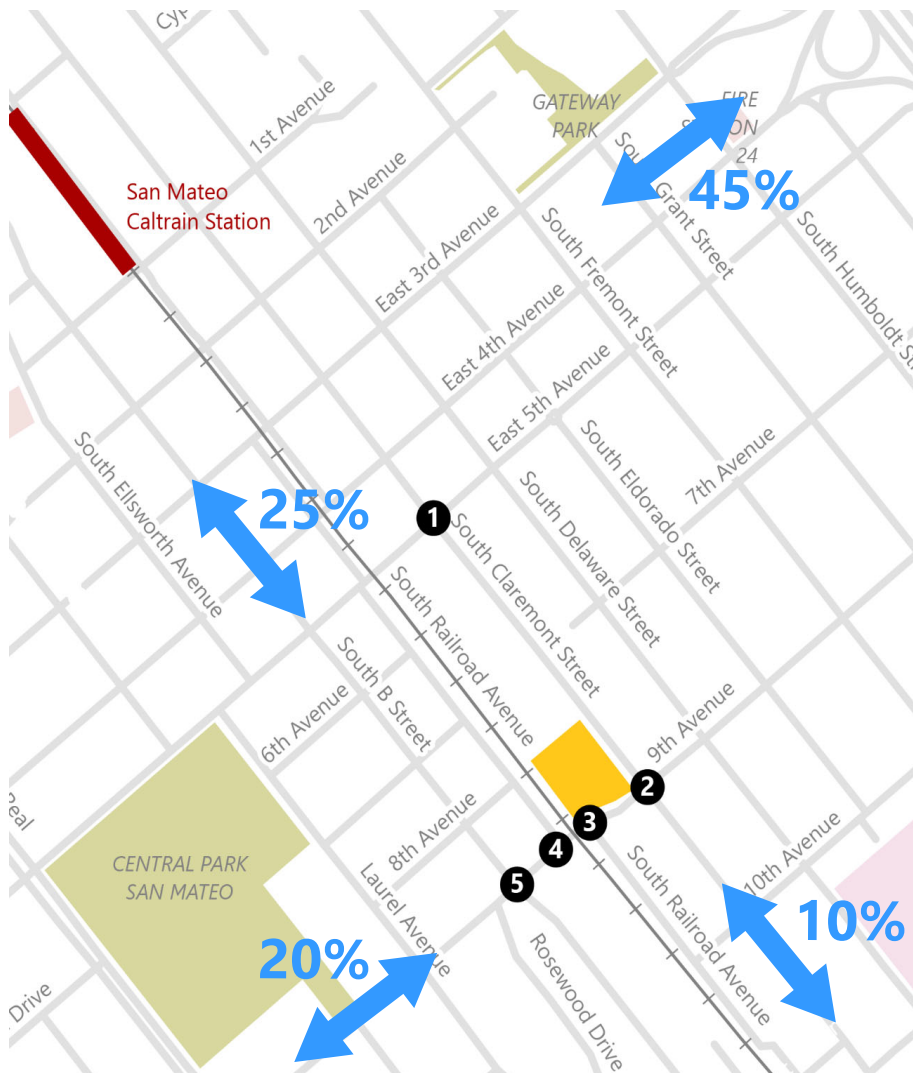 Cyp
1st Avenue
GATEWAY
PARK
FIRE
24
45%
San Mateo
Caltrain Station
2nd Avenue
East 3rd Avenue
South Grant Street
South Fremont Street
South Humboldt St
East 4th Avenue
East 5th Avenue
7th Avenue
South Ellsworth Avenue
25%
1
South Eldorado Street
South Delaware Street
South Claremont Street
South Railroad Avenue
South B Street
6th Avenue
9th Avenue
2
3
4
5
Real
8th Avenue
CENTRAL PARK
SAN MATEO
Laurel Avenue
10th Avenue
South Railroad Avenue
10%
20%
Rosewood Drive
Drive